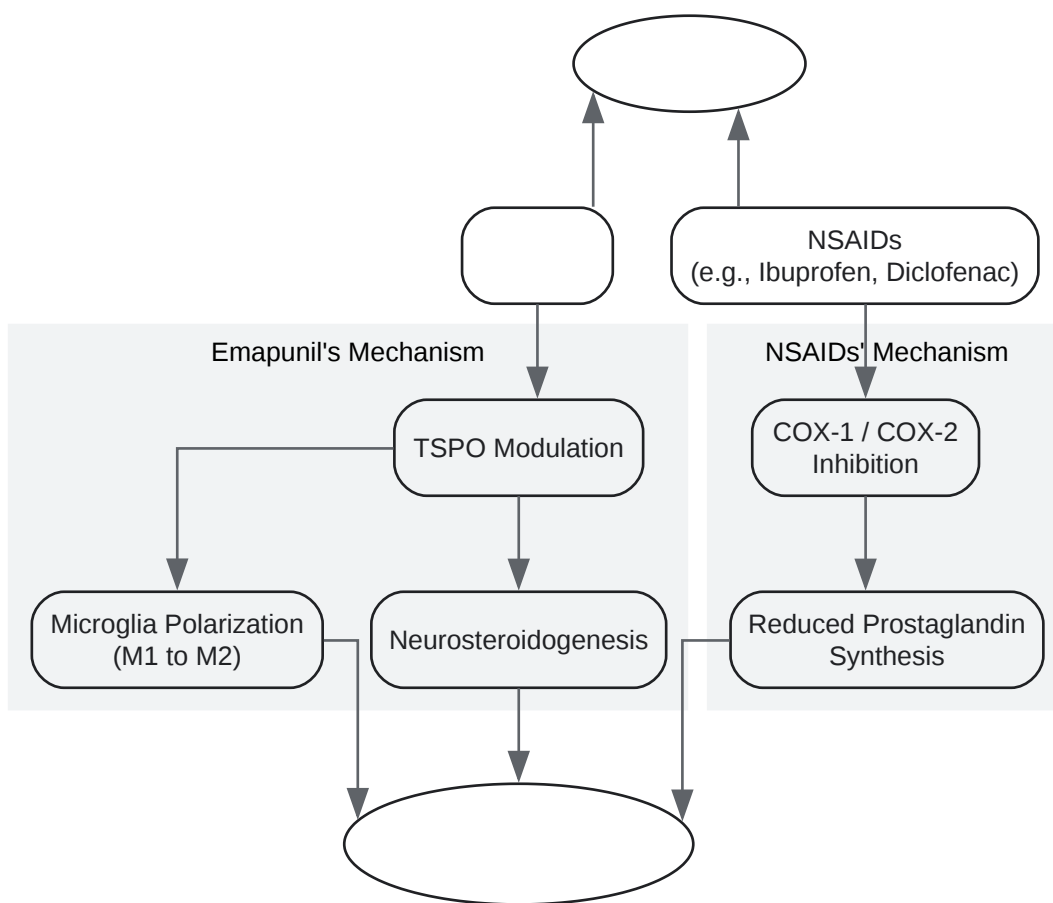 NSAIDs
(e.g., Ibuprofen, Diclofenac)
Emapunil's Mechanism
NSAIDs' Mechanism
TSPO Modulation
COX-1 / COX-2
Inhibition
Microglia Polarization
(M1 to M2)
Neurosteroidogenesis
Reduced Prostaglandin
Synthesis